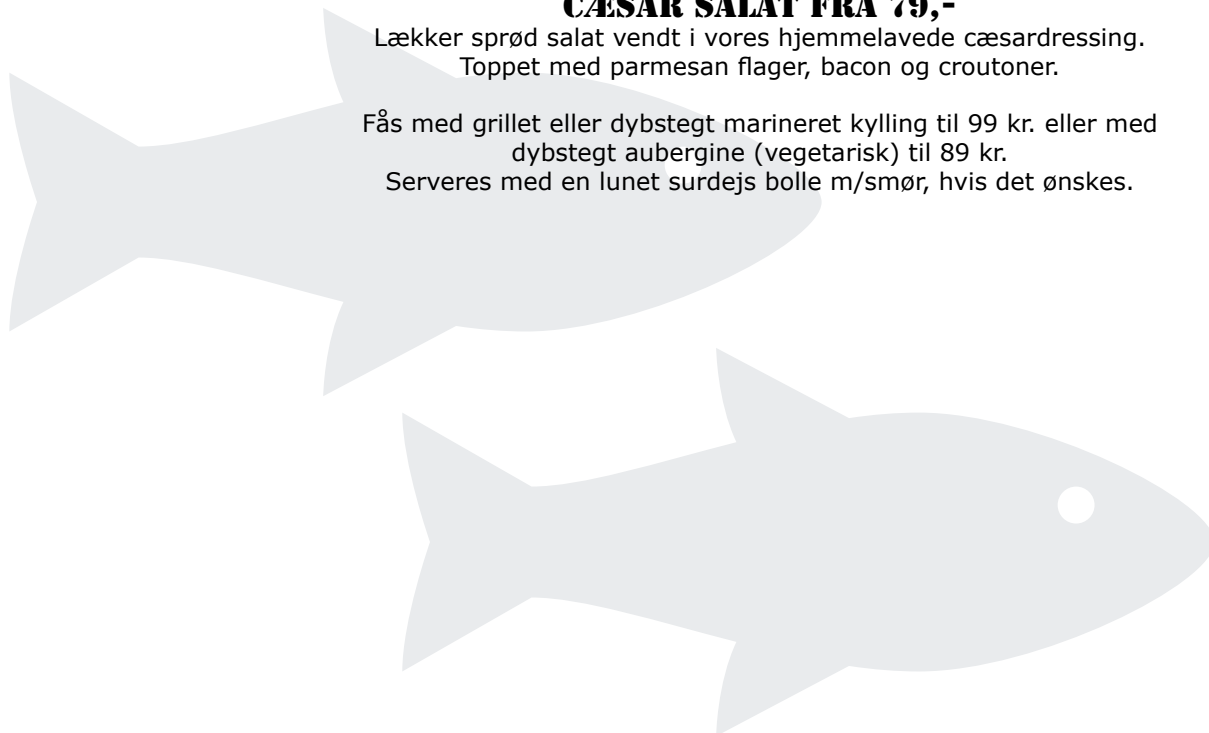 CÆSAR SALAT FRA 79,-
Lækker sprød salat vendt i vores hjemmelavede cæsardressing.
Toppet med parmesan flager, bacon og croutoner.
Fås med grillet eller dybstegt marineret kylling til 99 kr. eller med
dybstegt aubergine (vegetarisk) til 89 kr.
Serveres med en lunet surdejs bolle m/smør, hvis det ønskes.